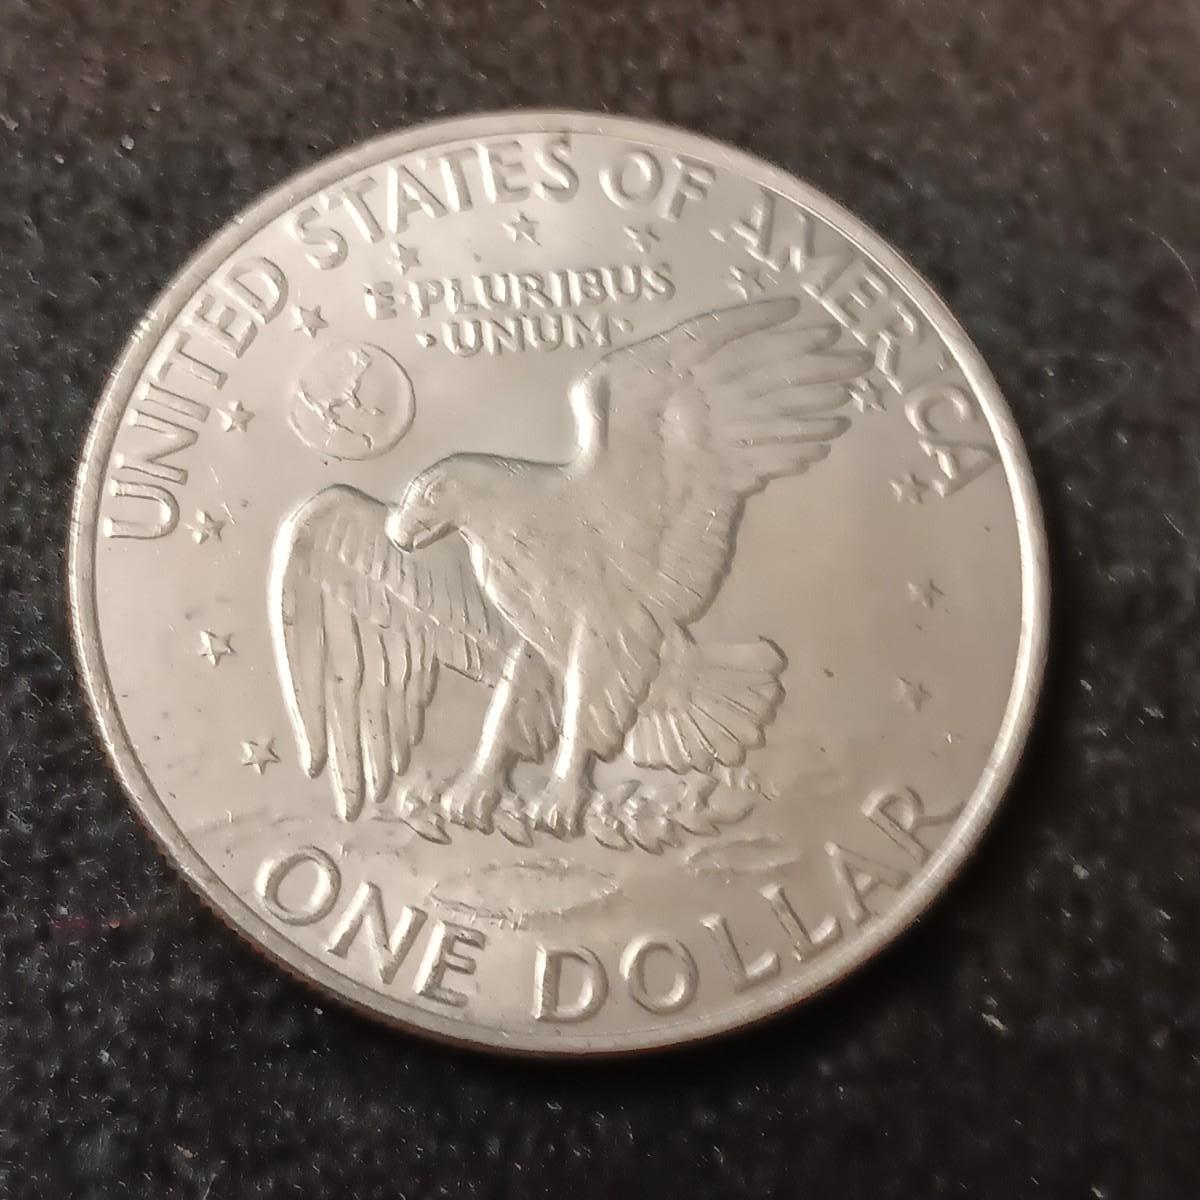 UNITED STATES OF AMERICA
E·PLURIBUS
·UNUM·
ONE DOLLAR